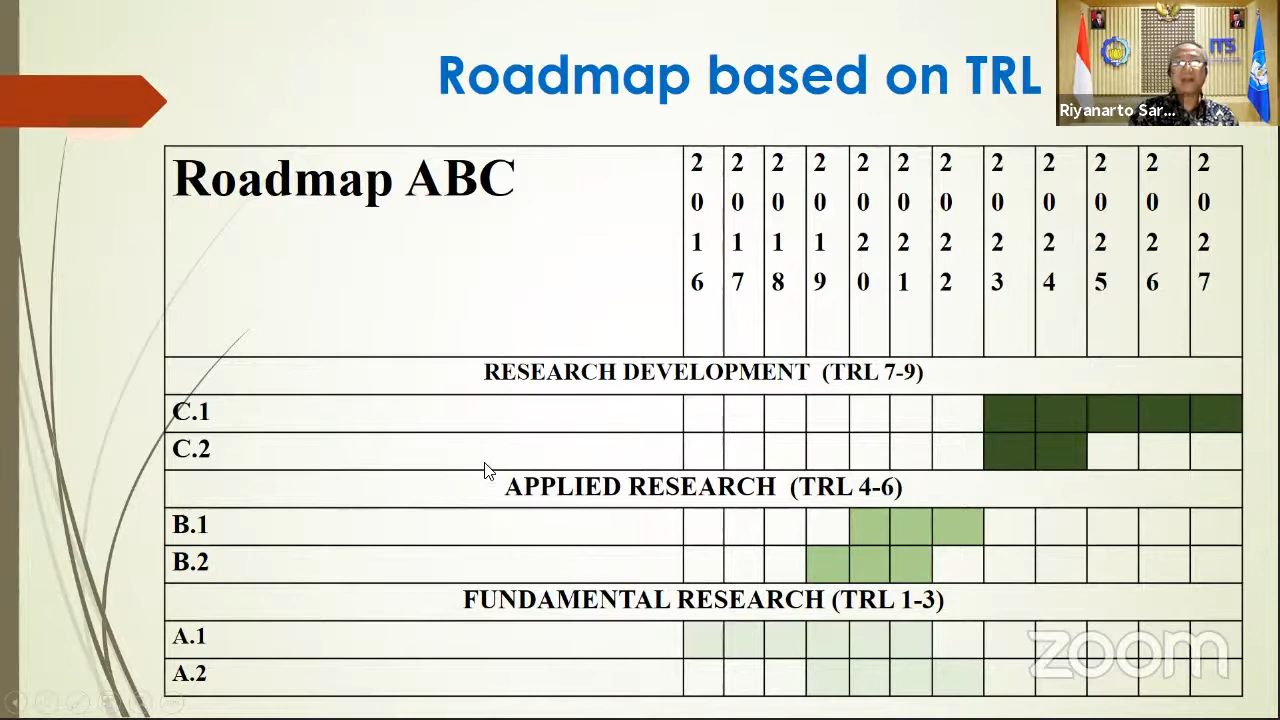 Roadmap based on TRL
ITS
Riyanarto Sar...
Roadmap ABC
2016 2017 2018 2019 2020 2021 2022 2023 2024 2025 2026 2027
RESEARCH DEVELOPMENT (TRL 7-9)
C.1
C.2
APPLIED RESEARCH (TRL 4-6)
B.1
B.2
FUNDAMENTAL RESEARCH (TRL 1-3)
A.1
A.2
zoom